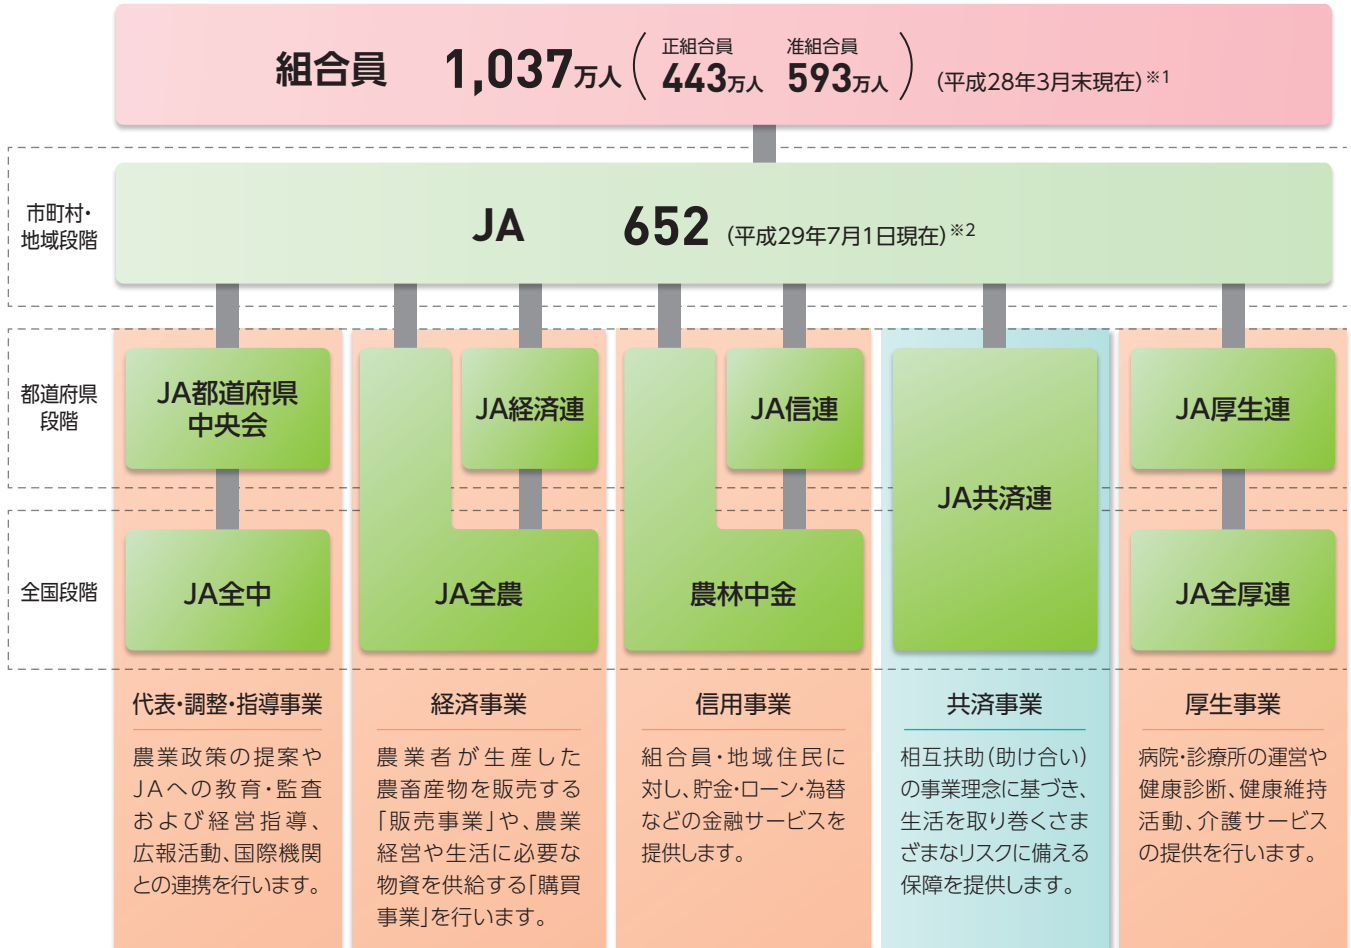 組合員 1,037万人 ( 正組合員 443万人 准組合員 593万人 ) (平成28年3月末現在)※1
市町村・
地域段階
JA 652 (平成29年7月1日現在)※2
都道府県
段階
JA都道府県
中央会
JA経済連
JA信連
JA共済連
JA厚生連
全国段階
JA全中
JA全農
農林中金
JA全厚連
代表・調整・指導事業
農業政策の提案や
JAへの教育・監査
および経営指導、
広報活動、国際機関
との連携を行います。
経済事業
農業者が生産した
農畜産物を販売する
「販売事業」や、農業
経営や生活に必要な
物資を供給する「購買
事業」を行います。
信用事業
組合員・地域住民に
対し、貯金・ローン・為替
などの金融サービスを
提供します。
共済事業
相互扶助(助け合い)
の事業理念に基づき、
生活を取り巻くさま
ざまなリスクに備える
保障を提供します。
厚生事業
病院・診療所の運営や
健康診断、健康維持
活動、介護サービス
の提供を行います。